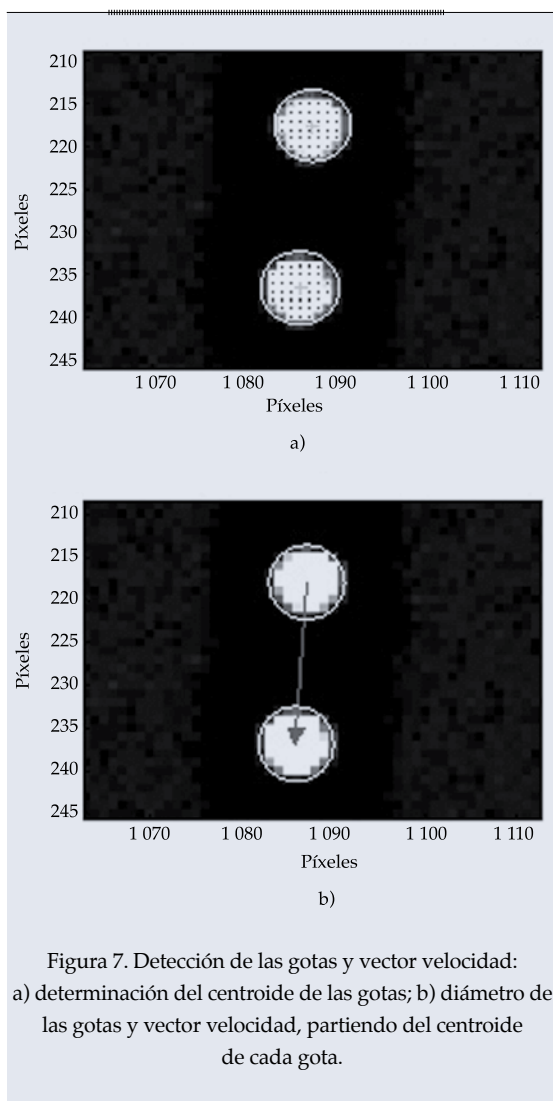 210
215
220
225
230
235
240
245
Píxeles
1 070 1 080 1 090 1 100 1 110
Píxeles
a)
210
215
220
225
230
235
240
245
Píxeles
1 070 1 080 1 090 1 100 1 110
Píxeles
b)
Figura 7. Detección de las gotas y vector velocidad:
a) determinación del centroide de las gotas; b) diámetro de
las gotas y vector velocidad, partiendo del centroide
de cada gota.